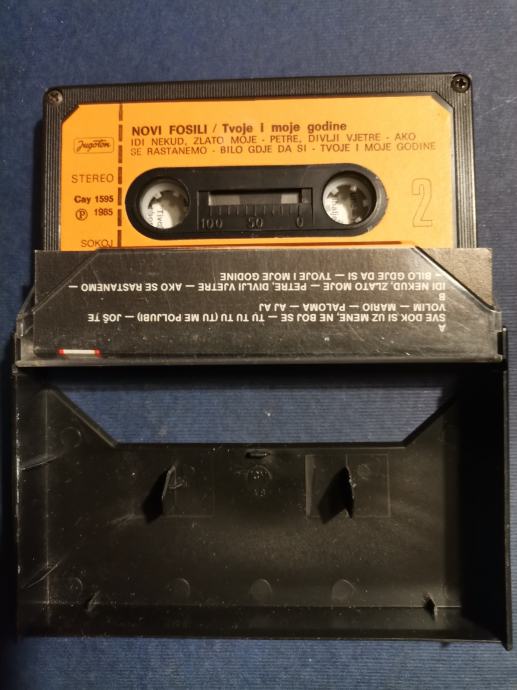 Jugoton
NOVI FOSILI / Tvoje i moje godine
IDI NEKUD, ZLATO MOJE - PETRE, DIVLJI VJETRE - AKO
SE RASTANEMO - BILO GDJE DA SI - TVOJE I MOJE GODINE
STEREO
Cay 1595
Ⓟ 1985
SOKOJ
2
100 50 0
A
SVE DOK SI UZ MENE, NE BOJ SE — TU TU TU (TU ME POLJUBI) — JOŠ TE
VOLIM — MARIO — PALOMA — AJ AJ
B
IDI NEKUD, ZLATO MOJE — PETRE, DIVLJI VJETRE — AKO SE RASTANEMO —
— BILO GDJE DA SI — TVOJE I MOJE GODINE